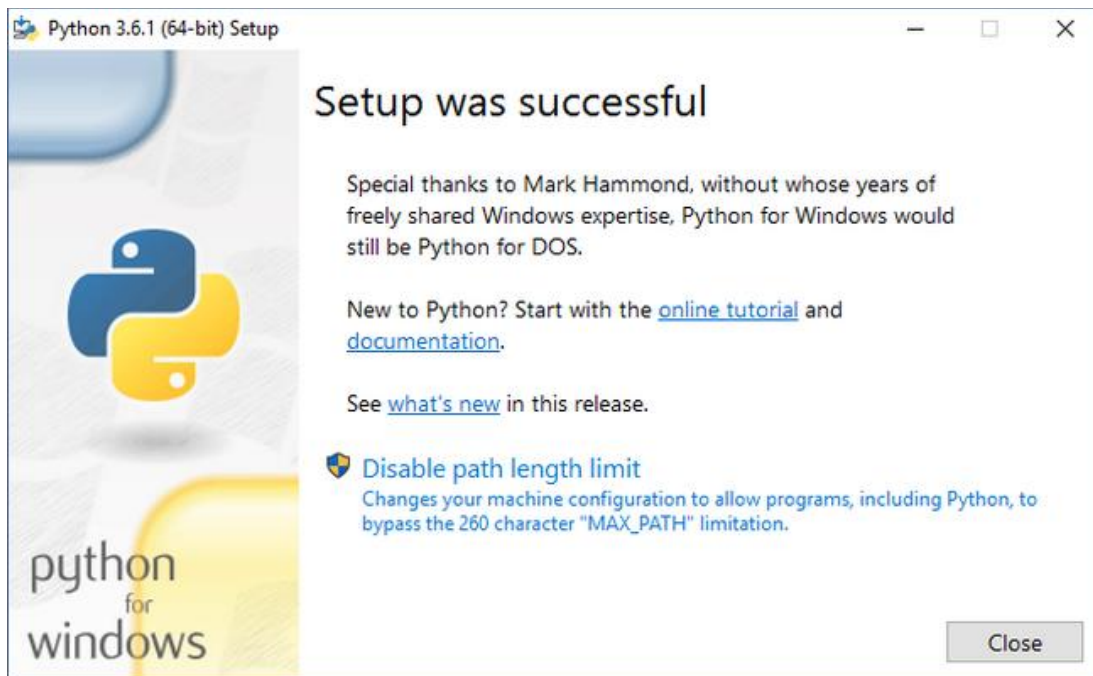 Python 3.6.1 (64-bit) Setup
Setup was successful
Special thanks to Mark Hammond, without whose years of
freely shared Windows expertise, Python for Windows would
still be Python for DOS.
New to Python? Start with the online tutorial and
documentation.
See what's new in this release.
Disable path length limit
Changes your machine configuration to allow programs, including Python, to
bypass the 260 character "MAX_PATH" limitation.
python
for
windows
Close